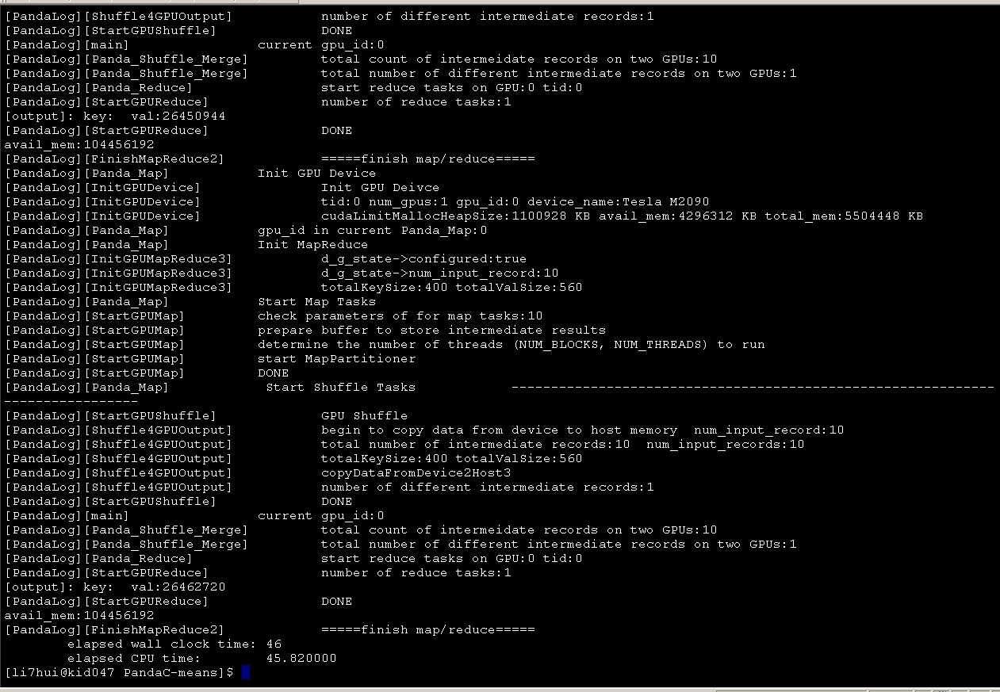 [PandaLog][Shuffle4GPUOutput] number of different intermediate records:1
[PandaLog][StartGPUShuffle] DONE
[PandaLog][main] current gpu_id:0
[PandaLog][Panda_Shuffle_Merge] total count of intermeidate records on two GPUs:10
[PandaLog][Panda_Shuffle_Merge] total number of different intermediate records on two GPUs:1
[PandaLog][Panda_Reduce] start reduce tasks on GPU:0 tid:0
[PandaLog][StartGPUReduce] number of reduce tasks:1
[output]: key:  val:26450944
[PandaLog][StartGPUReduce] DONE
avail_mem:104456192
[PandaLog][FinishMapReduce2] =====finish map/reduce=====
[PandaLog][Panda_Map] Init GPU Device
[PandaLog][InitGPUDevice] Init GPU Deivce
[PandaLog][InitGPUDevice] tid:0 num_gpus:1 gpu_id:0 device_name:Tesla M2090
[PandaLog][InitGPUDevice] cudaLimitMallocHeapSize:1100928 KB avail_mem:4296312 KB total_mem:5504448 KB
[PandaLog][Panda_Map] gpu_id in current Panda_Map:0
[PandaLog][Panda_Map] Init MapReduce
[PandaLog][InitGPUMapReduce3] d_g_state->configured:true
[PandaLog][InitGPUMapReduce3] d_g_state->num_input_record:10
[PandaLog][InitGPUMapReduce3] totalKeySize:400 totalValSize:560
[PandaLog][Panda_Map] Start Map Tasks
[PandaLog][StartGPUMap] check parameters of for map tasks:10
[PandaLog][StartGPUMap] prepare buffer to store intermediate results
[PandaLog][StartGPUMap] determine the number of threads (NUM_BLOCKS, NUM_THREADS) to run
[PandaLog][StartGPUMap] start MapPartitioner
[PandaLog][StartGPUMap] DONE
[PandaLog][Panda_Map] Start Shuffle Tasks -------------------------------------------------------------
-----------------
[PandaLog][StartGPUShuffle] GPU Shuffle
[PandaLog][Shuffle4GPUOutput] begin to copy data from device to host memory  num_input_record:10
[PandaLog][Shuffle4GPUOutput] total number of intermediate records:10  num_input_records:10
[PandaLog][Shuffle4GPUOutput] totalKeySize:400 totalValSize:560
[PandaLog][Shuffle4GPUOutput] copyDataFromDevice2Host3
[PandaLog][Shuffle4GPUOutput] number of different intermediate records:1
[PandaLog][StartGPUShuffle] DONE
[PandaLog][main] current gpu_id:0
[PandaLog][Panda_Shuffle_Merge] total count of intermeidate records on two GPUs:10
[PandaLog][Panda_Shuffle_Merge] total number of different intermediate records on two GPUs:1
[PandaLog][Panda_Reduce] start reduce tasks on GPU:0 tid:0
[PandaLog][StartGPUReduce] number of reduce tasks:1
[output]: key:  val:26462720
[PandaLog][StartGPUReduce] DONE
avail_mem:104456192
[PandaLog][FinishMapReduce2] =====finish map/reduce=====
elapsed wall clock time: 46
elapsed CPU time: 45.820000
[li7hui@kid047 PandaC-means]$